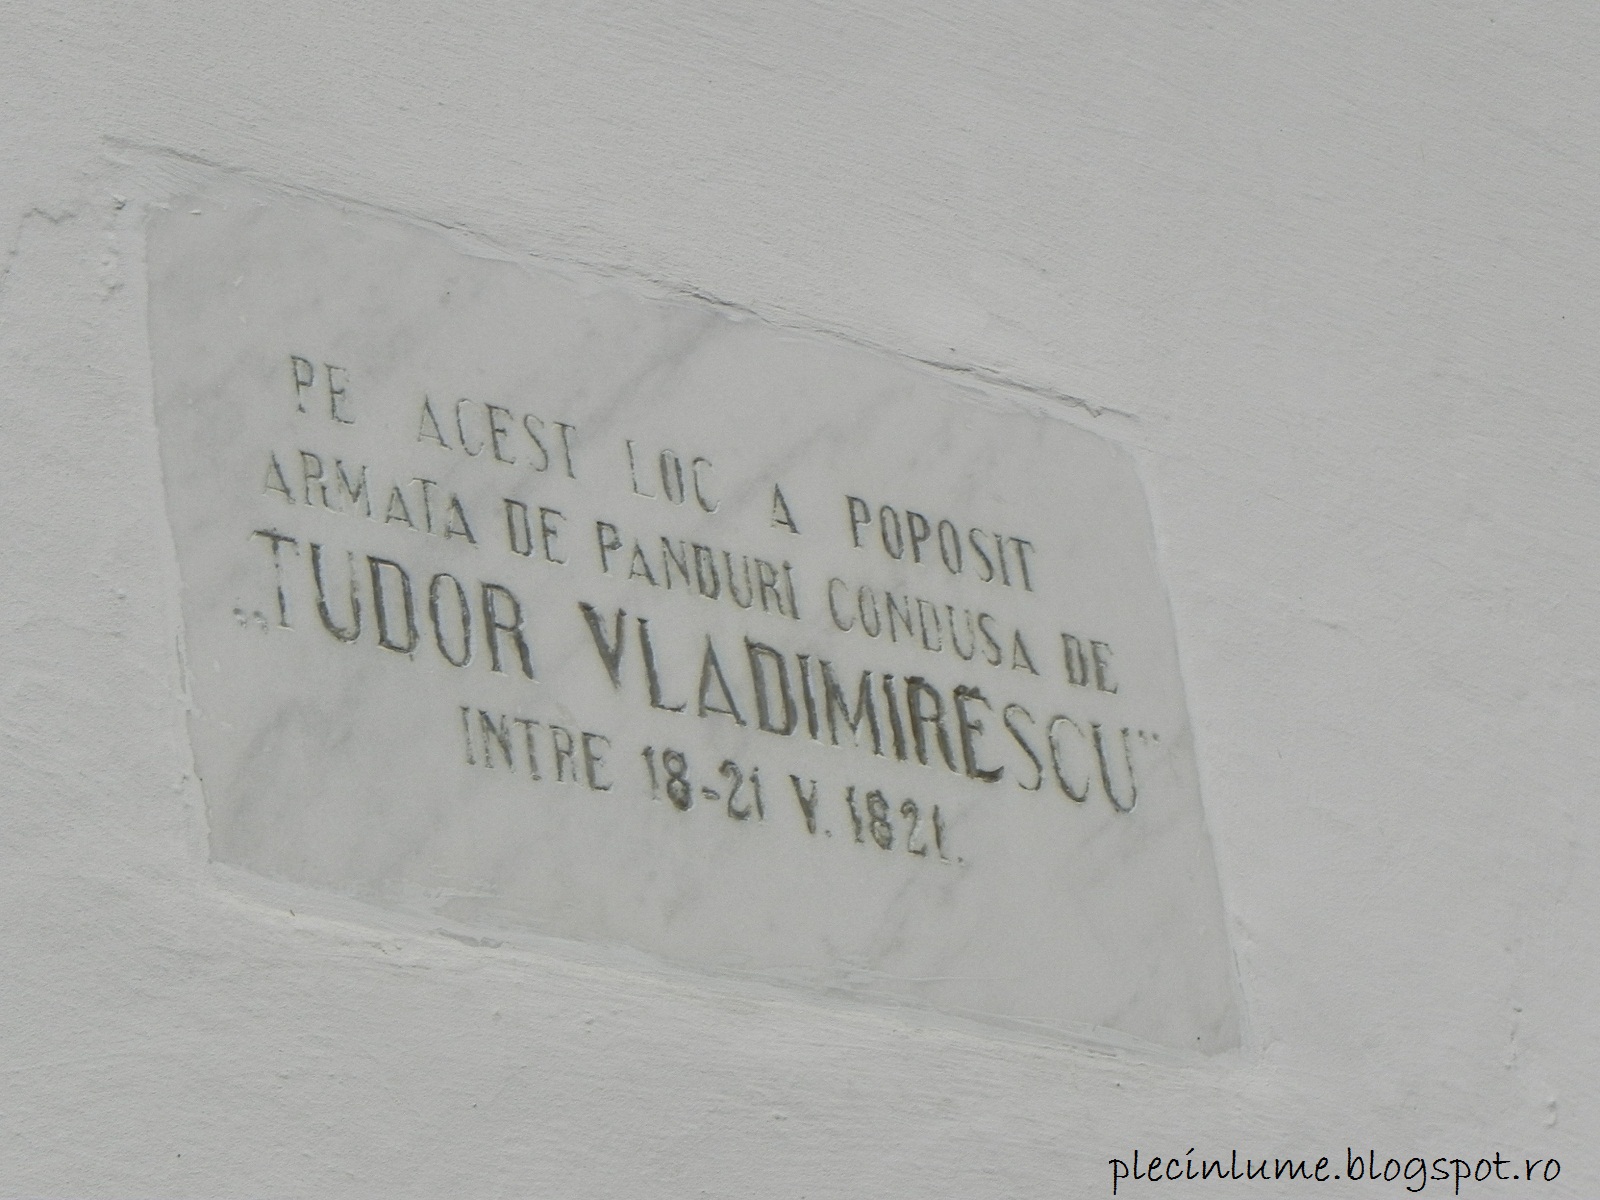 PE ACEST LOC A POPOSIT
ARMATA DE PANDURI CONDUSA DE
„TUDOR VLADIMIRESCU”
INTRE 18-21 V. 1821.
plecinlume.blogspot.ro